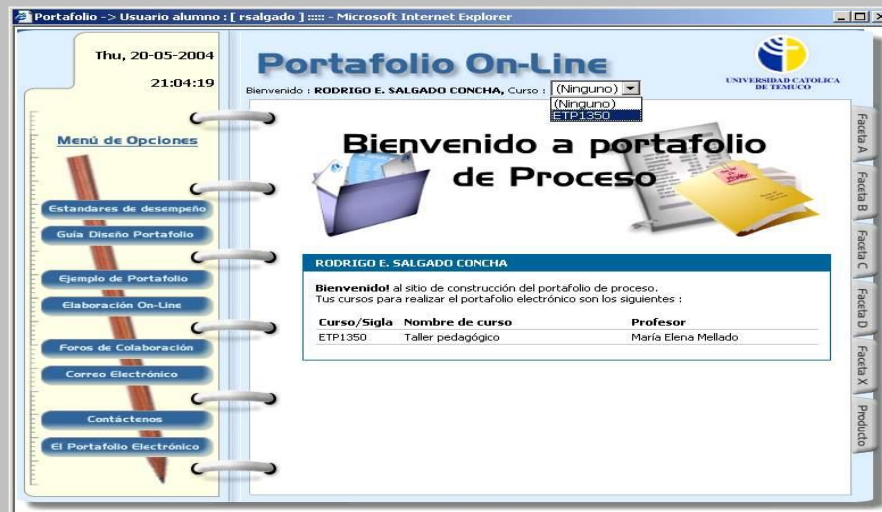 Portafolio -> Usuario alumno : [ rsalgado ] ::::: - Microsoft Internet Explorer
Thu, 20-05-2004
21:04:19
Portafolio On-Line
Bienvenido : RODRIGO E. SALGADO CONCHA, Curso : (Ninguno)
(Ninguno)
ETP1350
UNIVERSIDAD CATOLICA
DE TEMUCO
Menú de Opciones
Estandares de desempeño
Guía Diseño Portafolio
Ejemplo de Portafolio
Elaboración On-Line
Foros de Colaboración
Correo Electrónico
Contáctenos
El Portafolio Electrónico
Bienvenido a portafolio
de Proceso
RODRIGO E. SALGADO CONCHA
Bienvenido! al sitio de construcción del portafolio de proceso.
Tus cursos para realizar el portafolio electrónico son los siguientes :
Curso/Sigla Nombre de curso Profesor
ETP1350 Taller pedagógico María Elena Mellado
Faceta A
Faceta B
Faceta C
Faceta D
Faceta X
Producto